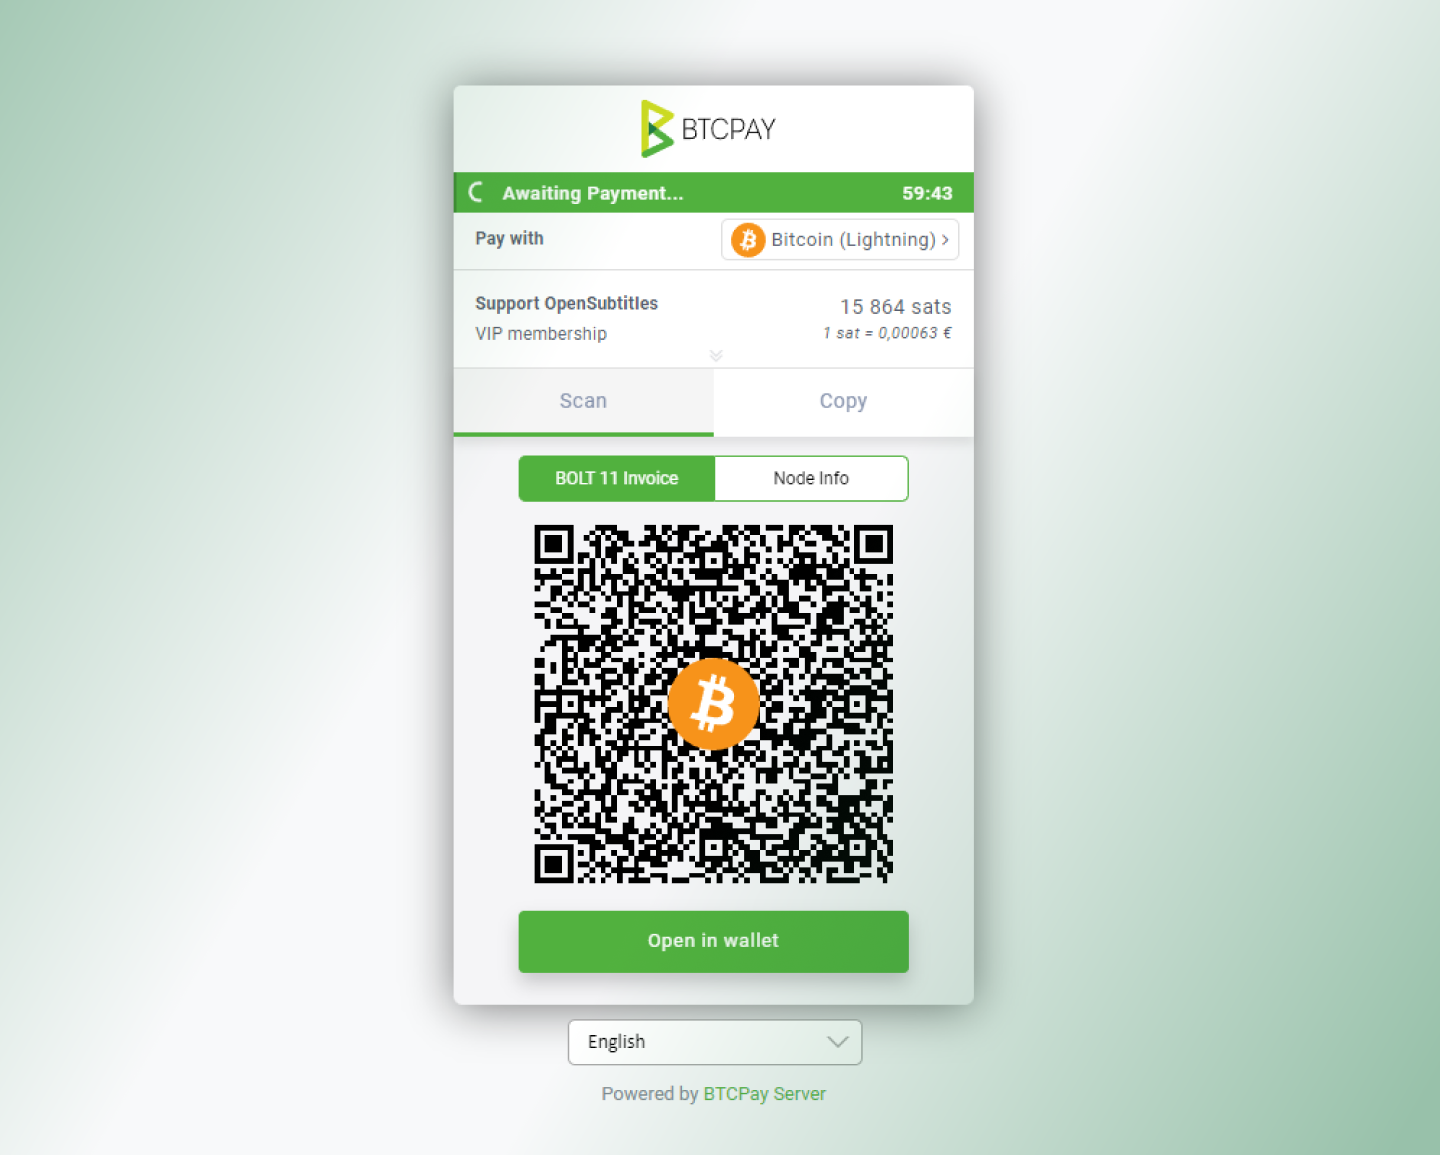 BTCPAY
Awaiting Payment... 59:43
Pay with Bitcoin (Lightning)
Support OpenSubtitles 15 864 sats
VIP membership 1 sat = 0,00063 €
Scan Copy
BOLT 11 Invoice Node Info
Open in wallet
English
Powered by BTCPay Server